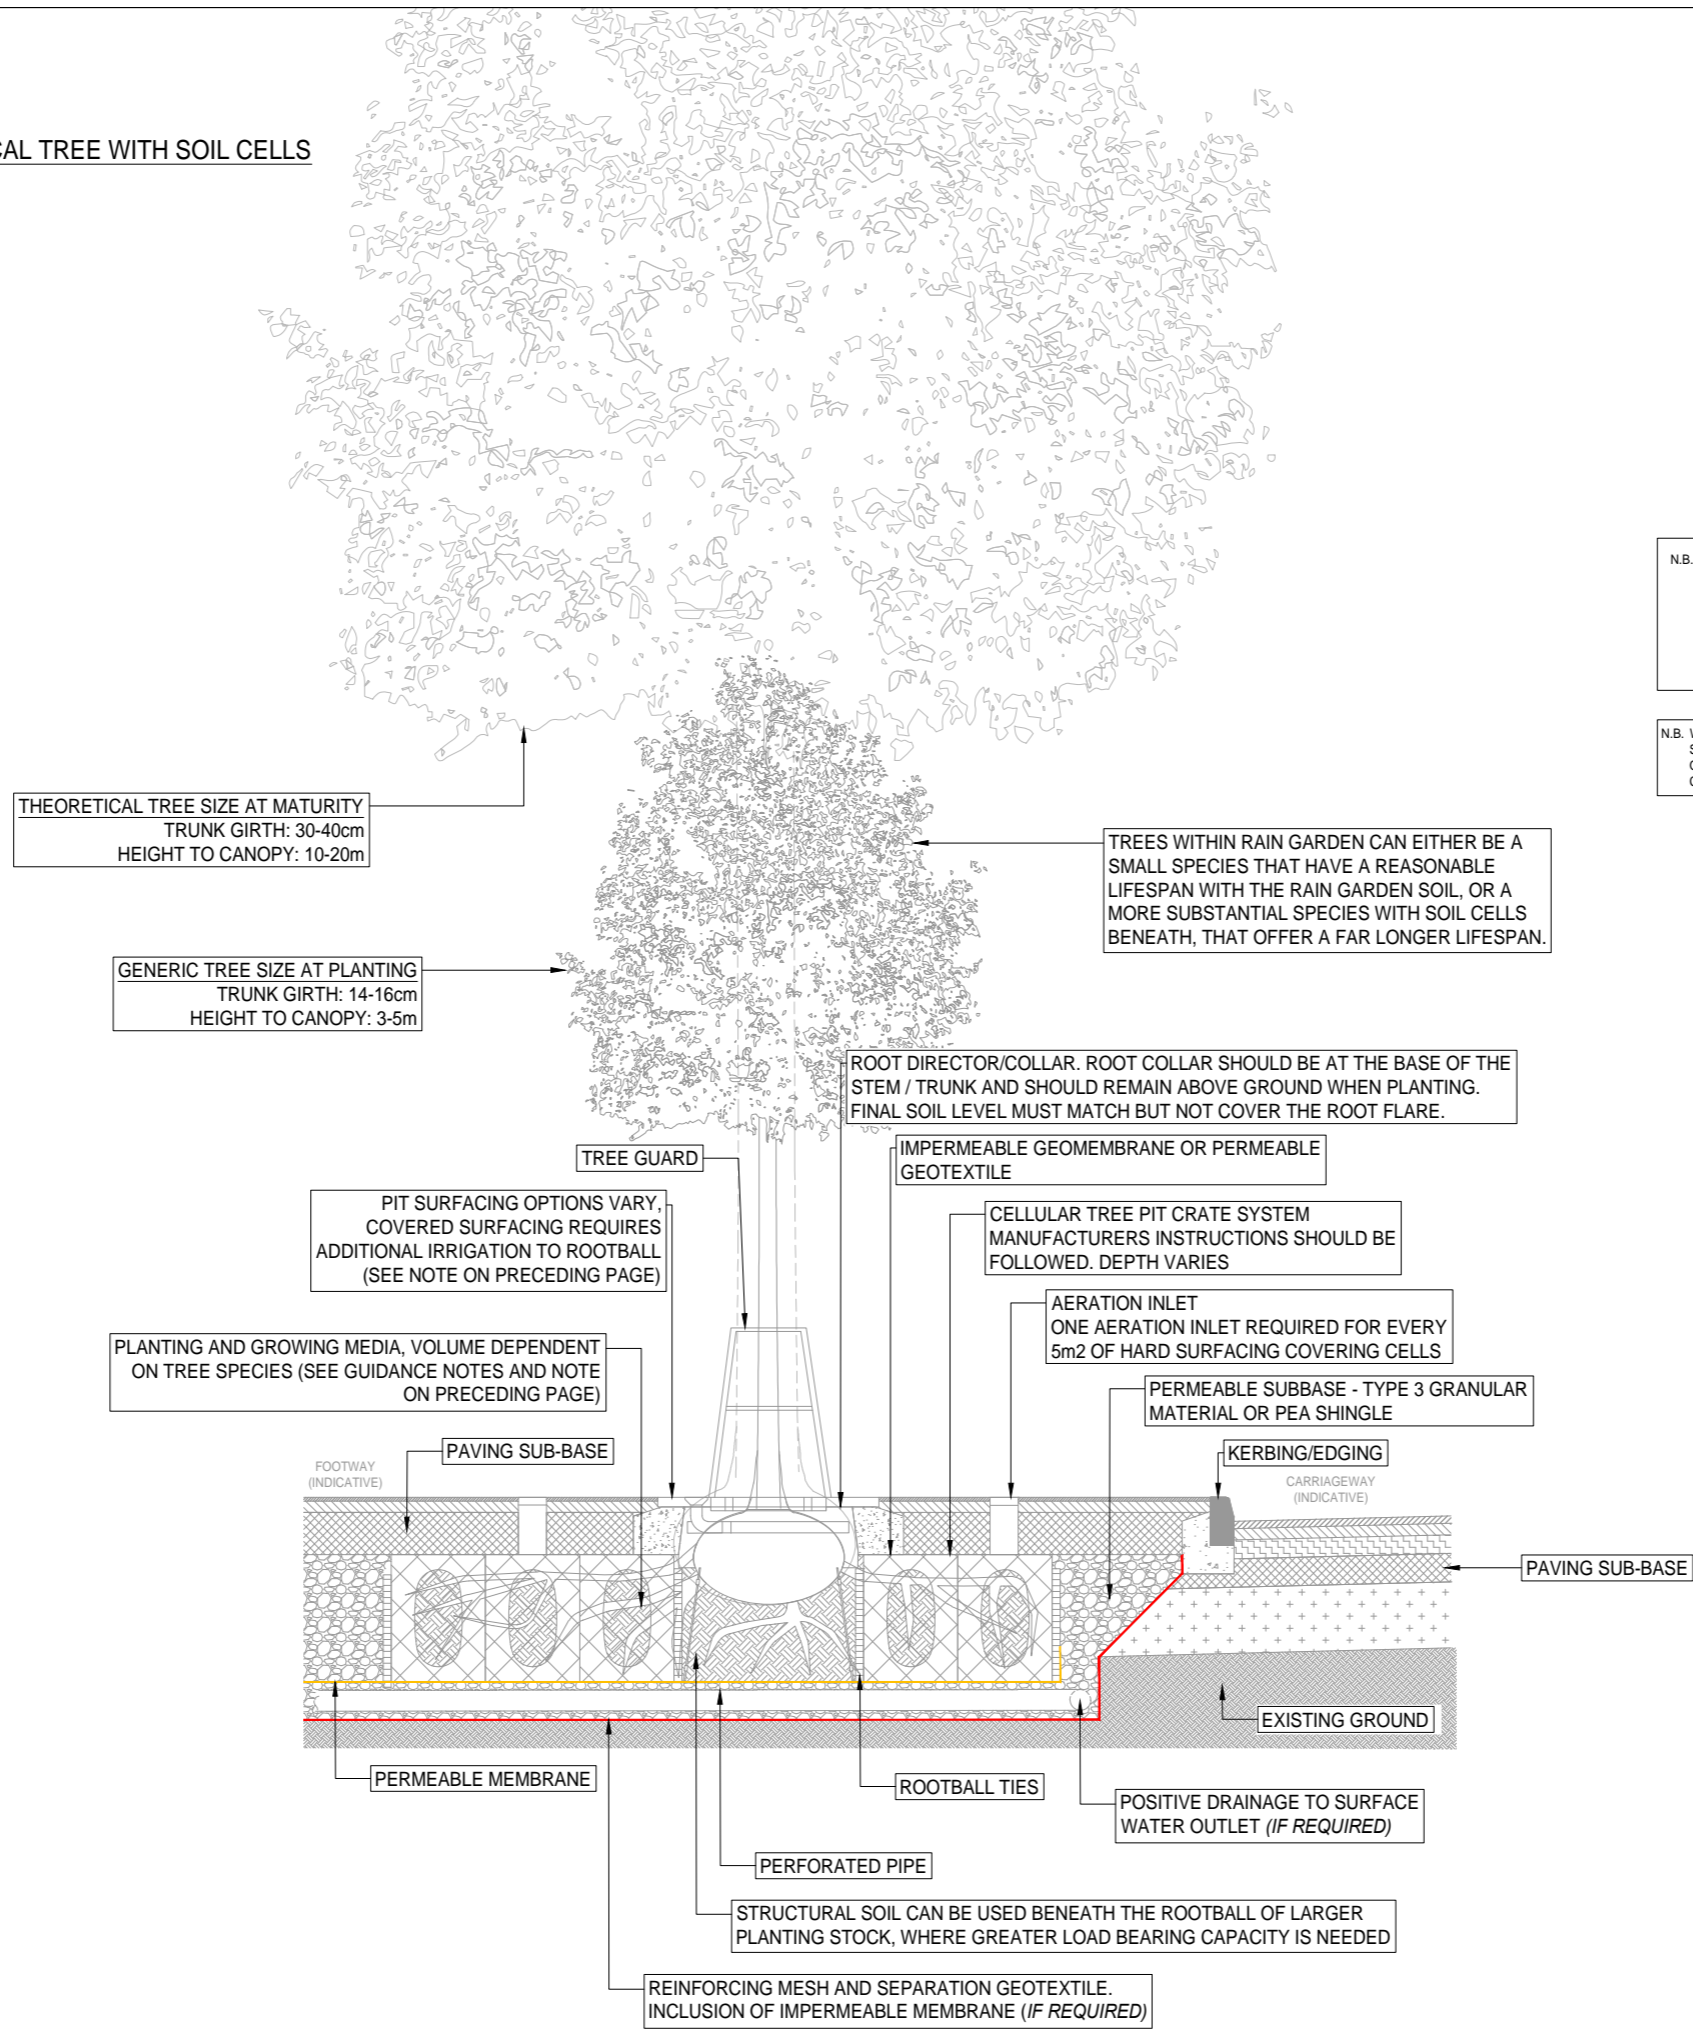 CAL TREE WITH SOIL CELLS
N.B.
N.B.
THEORETICAL TREE SIZE AT MATURITY
TRUNK GIRTH: 30-40cm
HEIGHT TO CANOPY: 10-20m
TREES WITHIN RAIN GARDEN CAN EITHER BE A
SMALL SPECIES THAT HAVE A REASONABLE
LIFESPAN WITH THE RAIN GARDEN SOIL, OR A
MORE SUBSTANTIAL SPECIES WITH SOIL CELLS
BENEATH, THAT OFFER A FAR LONGER LIFESPAN.
GENERIC TREE SIZE AT PLANTING
TRUNK GIRTH: 14-16cm
HEIGHT TO CANOPY: 3-5m
ROOT DIRECTOR/COLLAR. ROOT COLLAR SHOULD BE AT THE BASE OF THE
STEM / TRUNK AND SHOULD REMAIN ABOVE GROUND WHEN PLANTING.
FINAL SOIL LEVEL MUST MATCH BUT NOT COVER THE ROOT FLARE.
TREE GUARD
IMPERMEABLE GEOMEMBRANE OR PERMEABLE
GEOTEXTILE
PIT SURFACING OPTIONS VARY,
COVERED SURFACING REQUIRES
ADDITIONAL IRRIGATION TO ROOTBALL
(SEE NOTE ON PRECEDING PAGE)
CELLULAR TREE PIT CRATE SYSTEM
MANUFACTURERS INSTRUCTIONS SHOULD BE
FOLLOWED. DEPTH VARIES
AERATION INLET
ONE AERATION INLET REQUIRED FOR EVERY
5m2 OF HARD SURFACING COVERING CELLS
PLANTING AND GROWING MEDIA, VOLUME DEPENDENT
ON TREE SPECIES (SEE GUIDANCE NOTES AND NOTE
ON PRECEDING PAGE)
PERMEABLE SUBBASE - TYPE 3 GRANULAR
MATERIAL OR PEA SHINGLE
PAVING SUB-BASE
KERBING/EDGING
FOOTWAY
(INDICATIVE)
CARRIAGEWAY
(INDICATIVE)
PAVING SUB-BASE
EXISTING GROUND
PERMEABLE MEMBRANE
ROOTBALL TIES
POSITIVE DRAINAGE TO SURFACE
WATER OUTLET (IF REQUIRED)
PERFORATED PIPE
STRUCTURAL SOIL CAN BE USED BENEATH THE ROOTBALL OF LARGER
PLANTING STOCK, WHERE GREATER LOAD BEARING CAPACITY IS NEEDED
REINFORCING MESH AND SEPARATION GEOTEXTILE.
INCLUSION OF IMPERMEABLE MEMBRANE (IF REQUIRED)